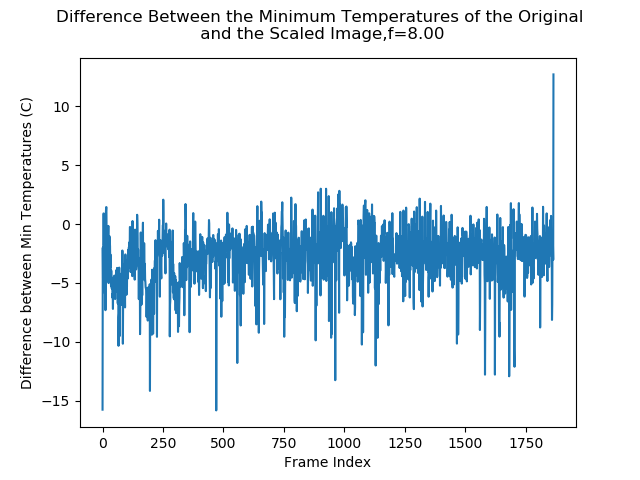 Difference Between the Minimum Temperatures of the Original
and the Scaled Image,f=8.00
Difference between Min Temperatures (C)
10
5
0
−5
−10
−15
0 250 500 750 1000 1250 1500 1750
Frame Index